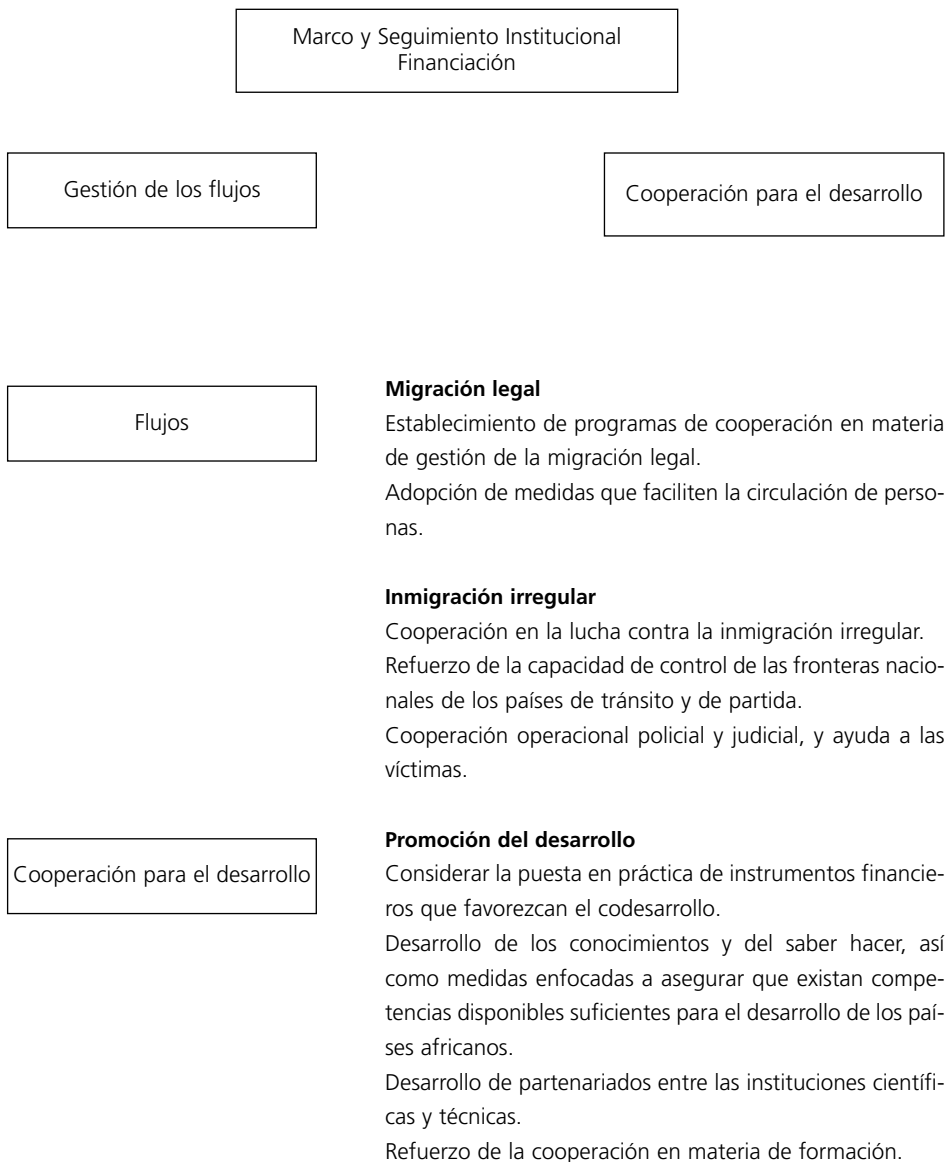 Marco y Seguimiento Institucional
Financiación
Gestión de los flujos
Cooperación para el desarrollo
Flujos
Migración legal
Establecimiento de programas de cooperación en materia
de gestión de la migración legal.
Adopción de medidas que faciliten la circulación de perso-
nas.
Inmigración irregular
Cooperación en la lucha contra la inmigración irregular.
Refuerzo de la capacidad de control de las fronteras nacio-
nales de los países de tránsito y de partida.
Cooperación operacional policial y judicial, y ayuda a las
víctimas.
Cooperación para el desarrollo
Promoción del desarrollo
Considerar la puesta en práctica de instrumentos financie-
ros que favorezcan el codesarrollo.
Desarrollo de los conocimientos y del saber hacer, así
como medidas enfocadas a asegurar que existan compe-
tencias disponibles suficientes para el desarrollo de los paí-
ses africanos.
Desarrollo de partenariados entre las instituciones científi-
cas y técnicas.
Refuerzo de la cooperación en materia de formación.